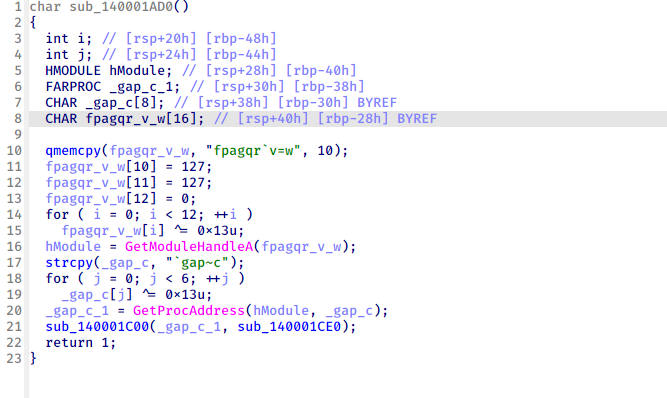 1 char sub_140001AD0()
2 {
3 int i; // [rsp+20h] [rbp-48h]
4 int j; // [rsp+24h] [rbp-44h]
5 HMODULE hModule; // [rsp+28h] [rbp-40h]
6 FARPROC _gap_c_1; // [rsp+30h] [rbp-38h]
7 CHAR _gap_c[8]; // [rsp+38h] [rbp-30h] BYREF
8 CHAR fpagqr_v_w[16]; // [rsp+40h] [rbp-28h] BYREF
9
10 qmemcpy(fpagqr_v_w, "fpagqr`v=w", 10);
11 fpagqr_v_w[10] = 127;
12 fpagqr_v_w[11] = 127;
13 fpagqr_v_w[12] = 0;
14 for ( i = 0; i < 12; ++i )
15 fpagqr_v_w[i] ^= 0x13u;
16 hModule = GetModuleHandleA(fpagqr_v_w);
17 strcpy(_gap_c, "`gap~c");
18 for ( j = 0; j < 6; ++j )
19 _gap_c[j] ^= 0x13u;
20 _gap_c_1 = GetProcAddress(hModule, _gap_c);
21 sub_140001C00(_gap_c_1, sub_140001CE0);
22 return 1;
23 }